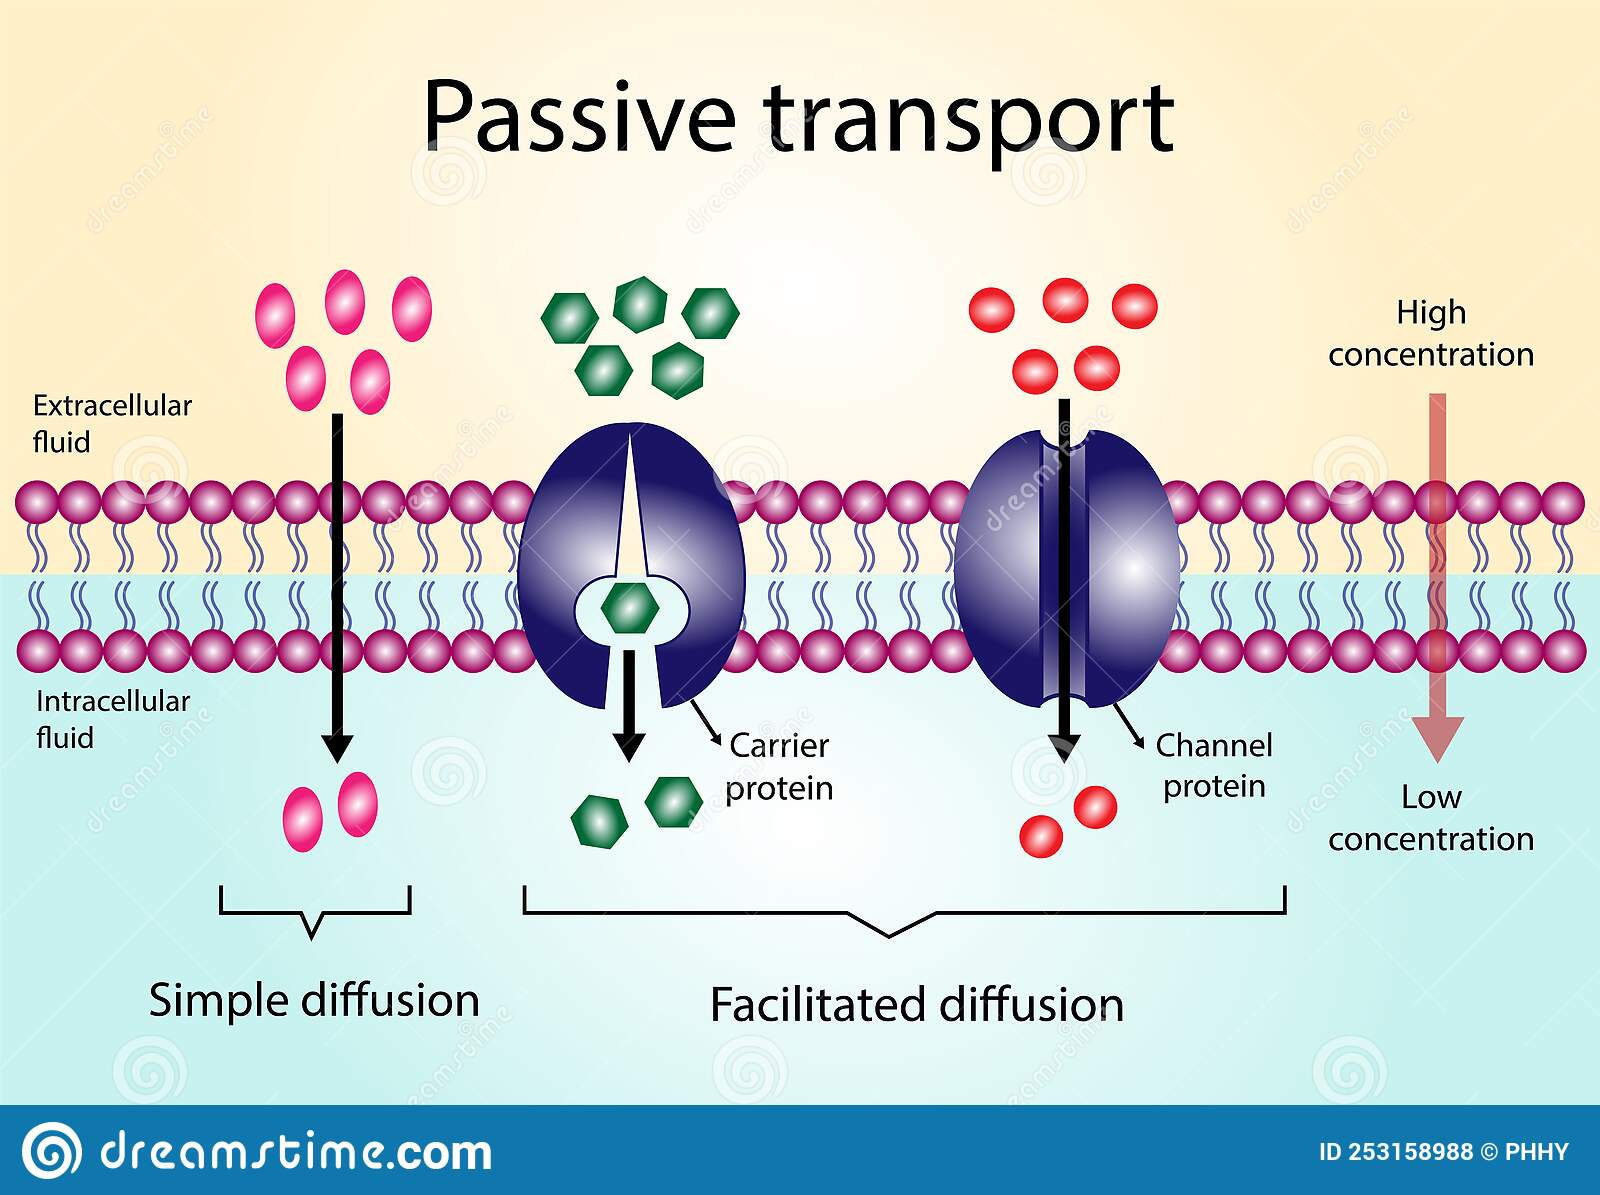 Passive transport
High
concentration
Extracellular
fluid
Intracellular
fluid
Carrier
protein
Channel
protein
Low
concentration
Simple diffusion
Facilitated diffusion
dreamstime.com
ID 253158988 © PHHY